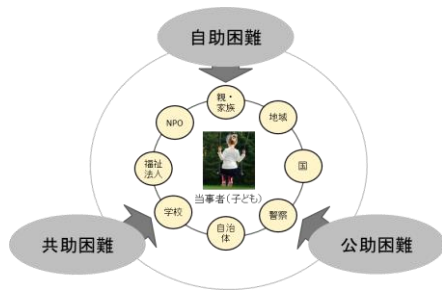 自助困難
親・
家族
NPO
地域
福祉
法人
国
当事者(子ども)
学校
警察
自治
体
共助困難
公助困難